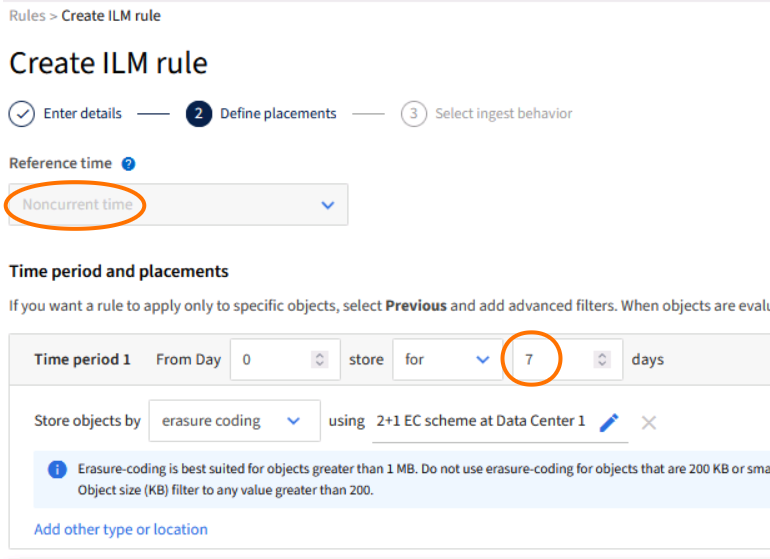 Rules > Create ILM rule
Create ILM rule
Enter details 2 Define placements 3 Select ingest behavior
Reference time ?
Noncurrent time
Time period and placements
If you want a rule to apply only to specific objects, select Previous and add advanced filters. When objects are evalu
Time period 1 From Day 0 store for 7 days
Store objects by erasure coding using 2+1 EC scheme at Data Center 1
Erasure-coding is best suited for objects greater than 1 MB. Do not use erasure-coding for objects that are 200 KB or sma
Object size (KB) filter to any value greater than 200.
Add other type or location